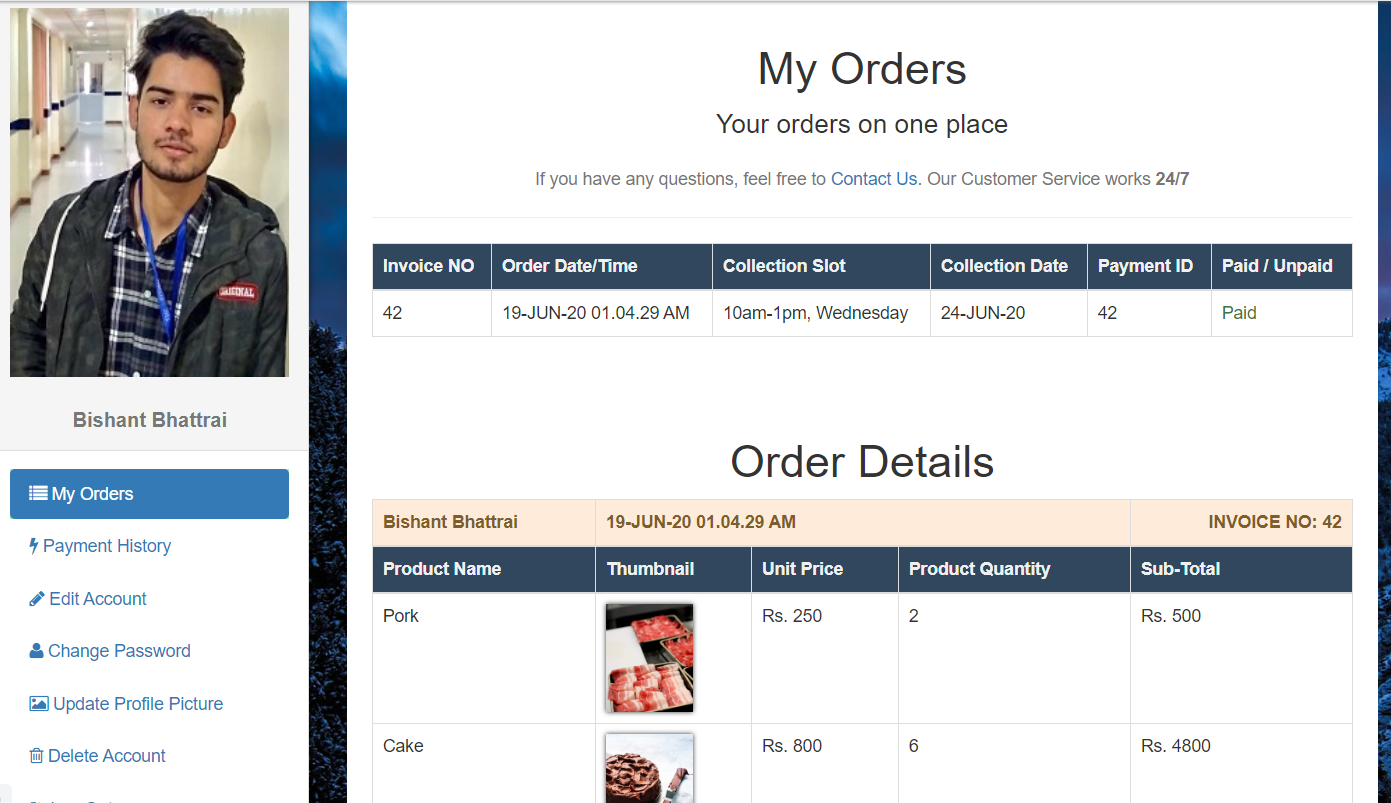 ORIGINAL
Bishant Bhattrai
My Orders
Payment History
Edit Account
Change Password
Update Profile Picture
Delete Account
My Orders
Your orders on one place
If you have any questions, feel free to Contact Us. Our Customer Service works 24/7
Invoice NO Order Date/Time Collection Slot Collection Date Payment ID Paid / Unpaid
42 19-JUN-20 01.04.29 AM 10am-1pm, Wednesday 24-JUN-20 42 Paid
Order Details
Bishant Bhattrai 19-JUN-20 01.04.29 AM INVOICE NO: 42
Product Name Thumbnail Unit Price Product Quantity Sub-Total
Pork Rs. 250 2 Rs. 500
Cake Rs. 800 6 Rs. 4800